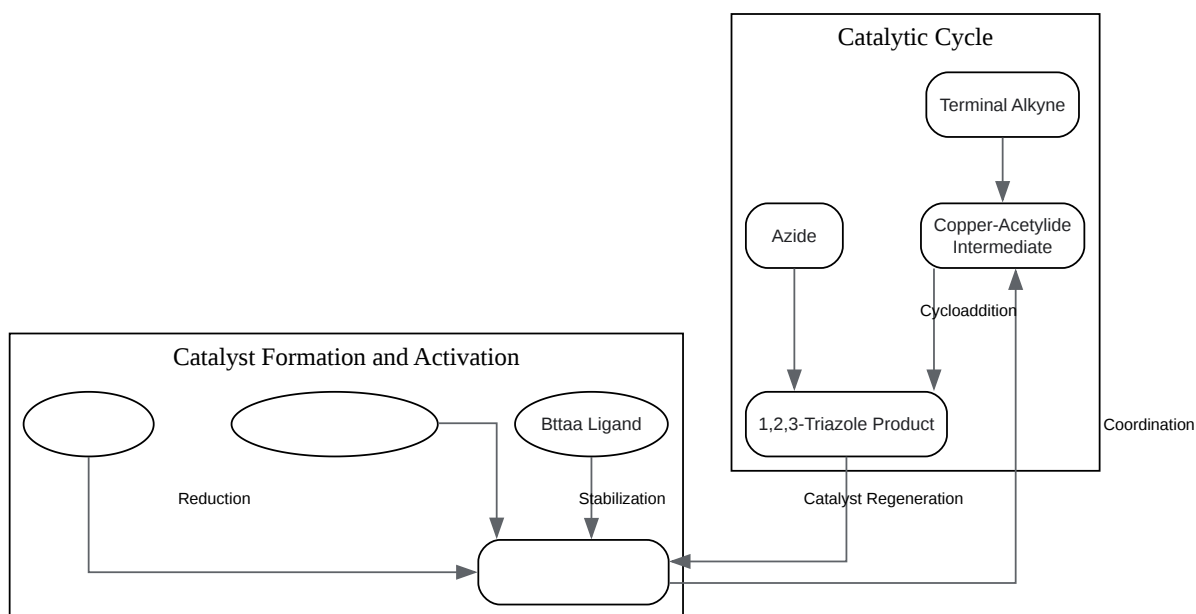 Catalytic Cycle
Terminal Alkyne
Azide
Copper-Acetylide
Intermediate
Cycloaddition
Catalyst Formation and Activation
Bttaa Ligand
1,2,3-Triazole Product
Coordination
Reduction
Stabilization
Catalyst Regeneration